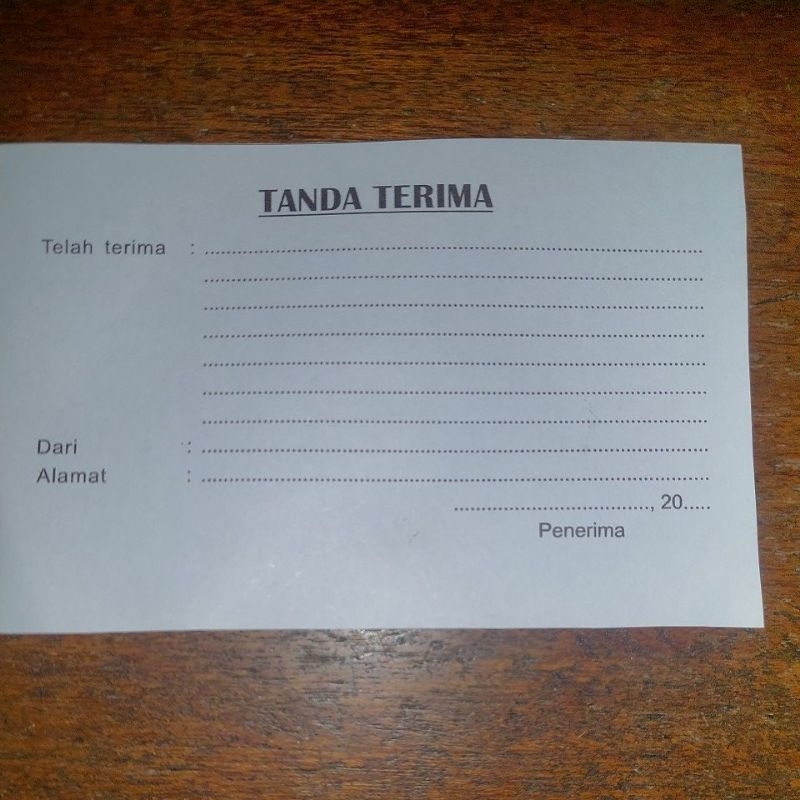 TANDA TERIMA
Telah terima : ......................................................................................
......................................................................................
......................................................................................
......................................................................................
......................................................................................
......................................................................................
......................................................................................
Dari : ......................................................................................
Alamat : ......................................................................................
..................................., 20.....
Penerima